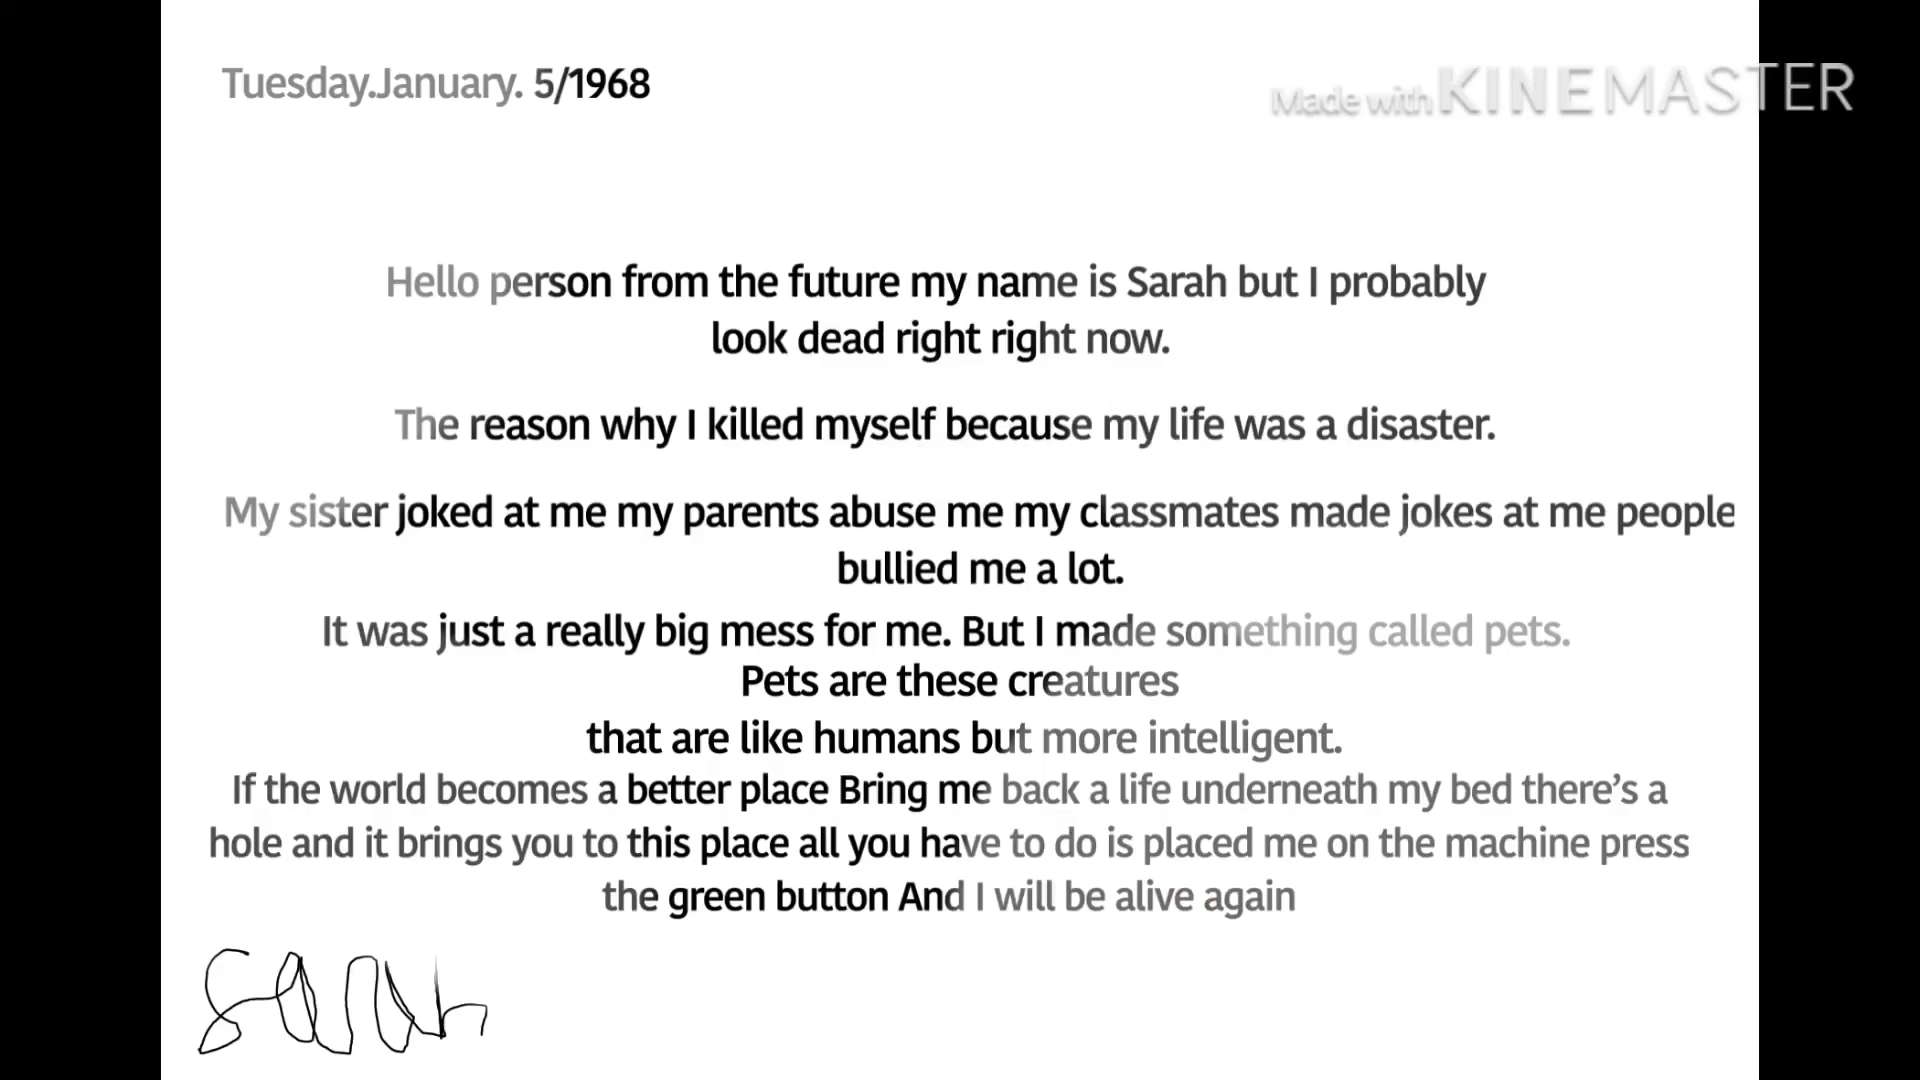 Tuesday.January. 5/1968
Made with KINEMASTER
Hello person from the future my name is Sarah but I probably
look dead right right now.
The reason why I killed myself because my life was a disaster.
My sister joked at me my parents abuse me my classmates made jokes at me people
bullied me a lot.
It was just a really big mess for me. But I made something called pets.
Pets are these creatures
that are like humans but more intelligent.
If the world becomes a better place Bring me back a life underneath my bed there’s a
hole and it brings you to this place all you have to do is placed me on the machine press
the green button And I will be alive again
Sarah